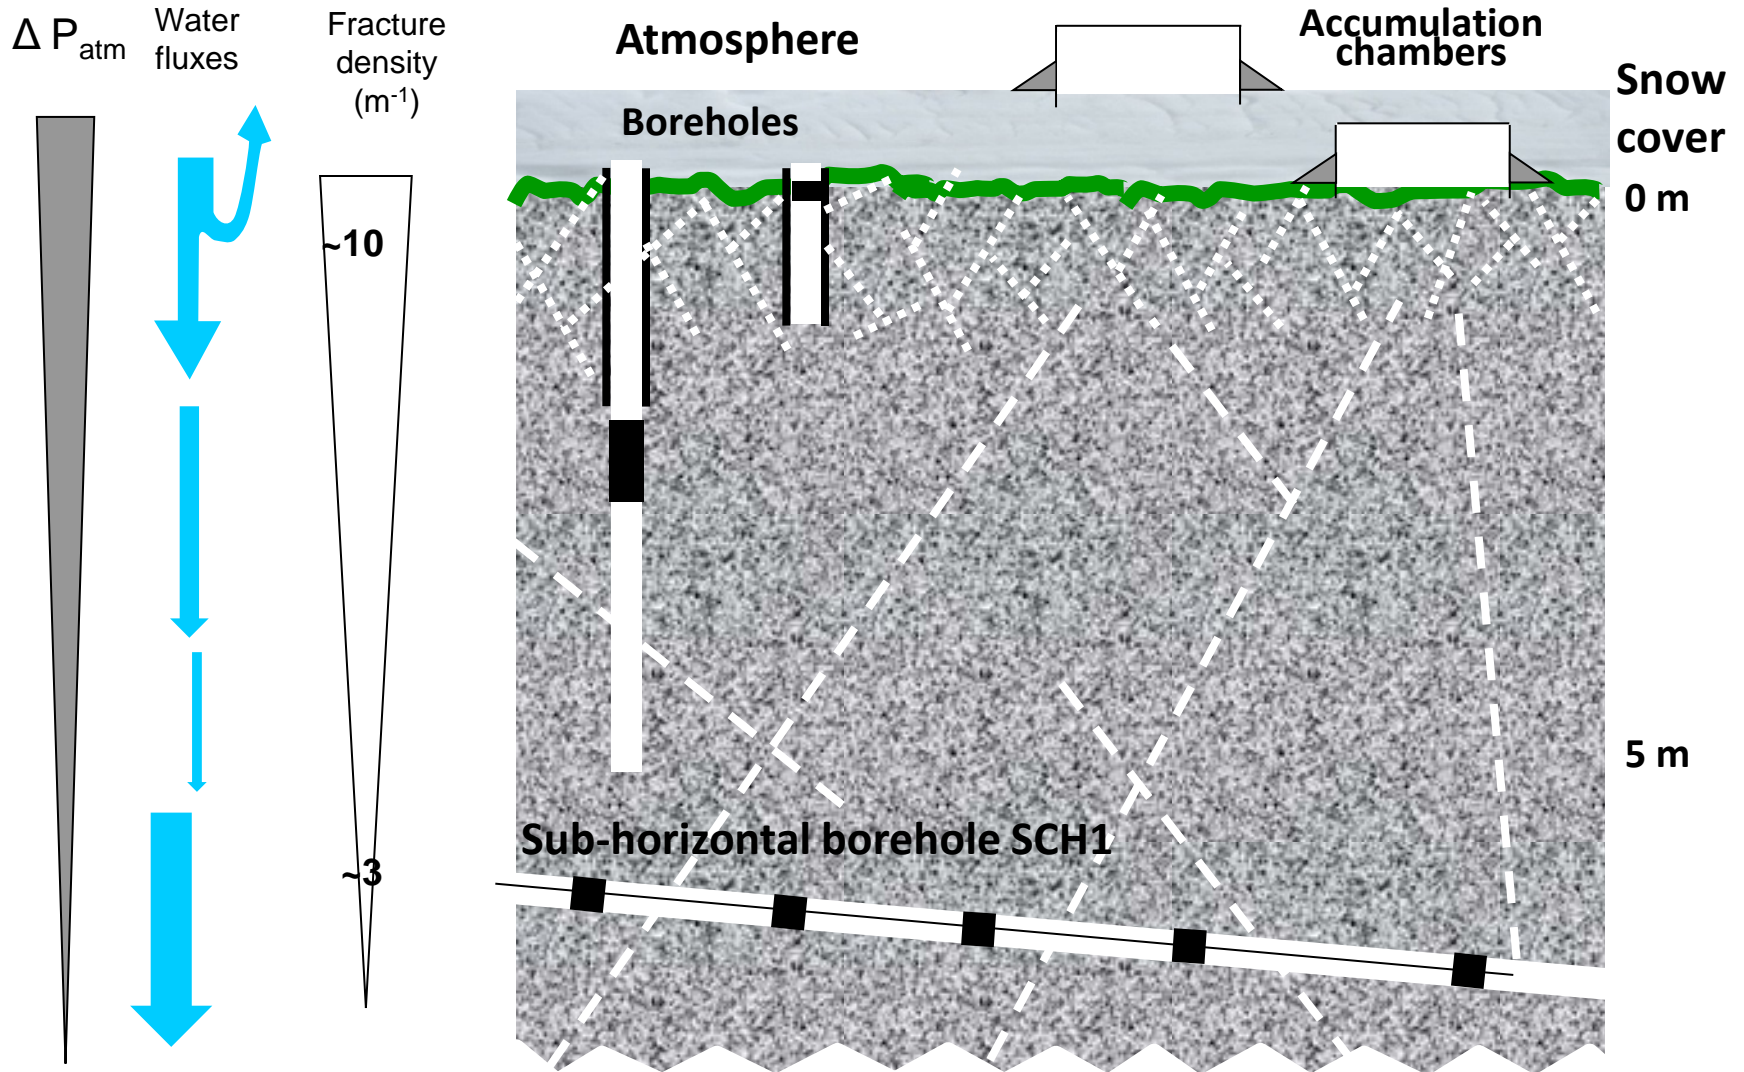 Δ P_atm
Water
fluxes
Fracture
density
(m⁻¹)
Atmosphere
Accumulation
chambers
Snow
cover
Boreholes
0 m
~10
5 m
Sub-horizontal borehole SCH1
~3